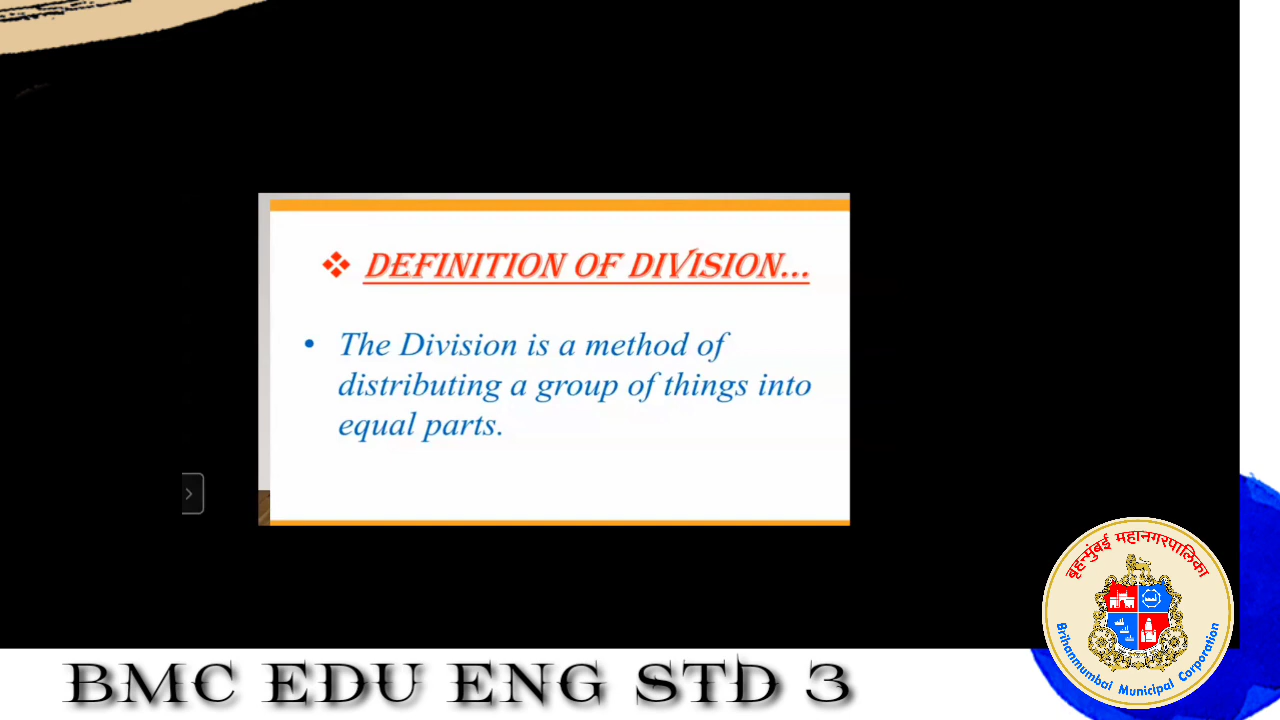 ❖ DEFINITION OF DIVISION...
• The Division is a method of
distributing a group of things into
equal parts.
बृहन्मुंबई महानगरपालिका
Brihanmumbai Municipal Corporation
BMC EDU ENG STD 3